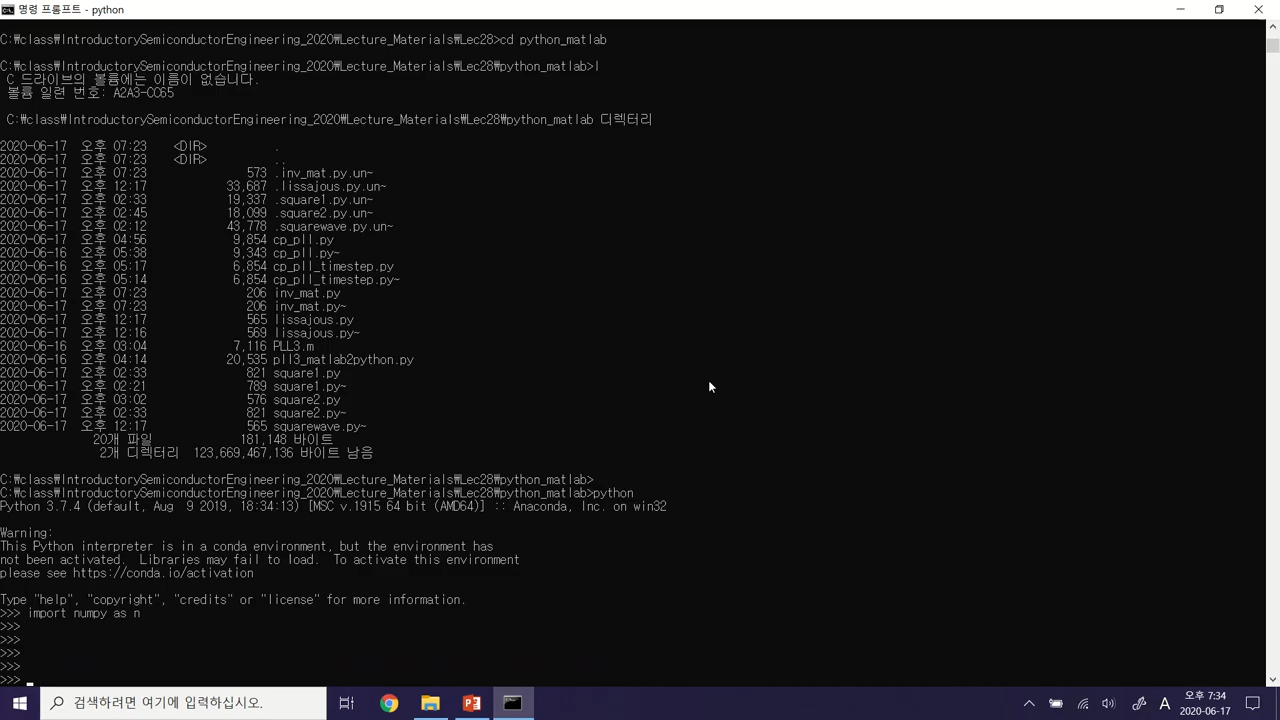 명령 프롬프트 - python
C:₩class₩IntroductorySemiconductorEngineering_2020₩Lecture_Materials₩Lec28>cd python_matlab
C:₩class₩IntroductorySemiconductorEngineering_2020₩Lecture_Materials₩Lec28₩python_matlab>l
C 드라이브의 볼륨에는 이름이 없습니다.
볼륨 일련 번호: A2A3-CC65
C:₩class₩IntroductorySemiconductorEngineering_2020₩Lecture_Materials₩Lec28₩python_matlab 디렉터리
2020-06-17 오후 07:23 <DIR> .
2020-06-17 오후 07:23 <DIR> ..
2020-06-17 오후 07:23 573 .inv_mat.py.un~
2020-06-17 오후 12:17 33,687 .lissajous.py.un~
2020-06-17 오후 02:33 19,337 .square1.py.un~
2020-06-17 오후 02:45 18,099 .square2.py.un~
2020-06-17 오후 02:12 43,778 .squarewave.py.un~
2020-06-17 오후 04:56 9,854 cp_pll.py
2020-06-16 오후 05:38 9,343 cp_pll.py~
2020-06-16 오후 05:17 6,854 cp_pll_timestep.py
2020-06-16 오후 05:14 6,854 cp_pll_timestep.py~
2020-06-17 오후 07:23 206 inv_mat.py
2020-06-17 오후 07:23 206 inv_mat.py~
2020-06-17 오후 12:17 565 lissajous.py
2020-06-17 오후 12:16 569 lissajous.py~
2020-06-16 오후 03:04 7,116 PLL3.m
2020-06-16 오후 04:14 20,535 pll3_matlab2python.py
2020-06-17 오후 02:33 821 square1.py
2020-06-17 오후 02:21 789 square1.py~
2020-06-17 오후 03:02 576 square2.py
2020-06-17 오후 02:33 821 square2.py~
2020-06-17 오후 12:17 565 squarewave.py~
20개 파일 181,148 바이트
2개 디렉터리 123,669,467,136 바이트 남음
C:₩class₩IntroductorySemiconductorEngineering_2020₩Lecture_Materials₩Lec28₩python_matlab>
C:₩class₩IntroductorySemiconductorEngineering_2020₩Lecture_Materials₩Lec28₩python_matlab>python
Python 3.7.4 (default, Aug 9 2019, 18:34:13) [MSC v.1915 64 bit (AMD64)] :: Anaconda, Inc. on win32
Warning:
This Python interpreter is in a conda environment, but the environment has
not been activated. Libraries may fail to load. To activate this environment
please see https://conda.io/activation
Type "help", "copyright", "credits" or "license" for more information.
>>> import numpy as n
>>>
>>>
>>>
>>>
>>>
검색하려면 여기에 입력하십시오.
A
오후 7:34
2020-06-17